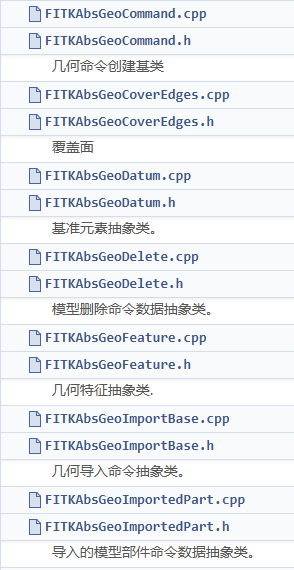 FITKAbsGeoCommand.cpp
FITKAbsGeoCommand.h
几何命令创建基类
FITKAbsGeoCoverEdges.cpp
FITKAbsGeoCoverEdges.h
覆盖面
FITKAbsGeoDatum.cpp
FITKAbsGeoDatum.h
基准元素抽象类。
FITKAbsGeoDelete.cpp
FITKAbsGeoDelete.h
模型删除命令数据抽象类。
FITKAbsGeoFeature.cpp
FITKAbsGeoFeature.h
几何特征抽象类.
FITKAbsGeoImportBase.cpp
FITKAbsGeoImportBase.h
几何导入命令抽象类。
FITKAbsGeoImportedPart.cpp
FITKAbsGeoImportedPart.h
导入的模型部件命令数据抽象类。